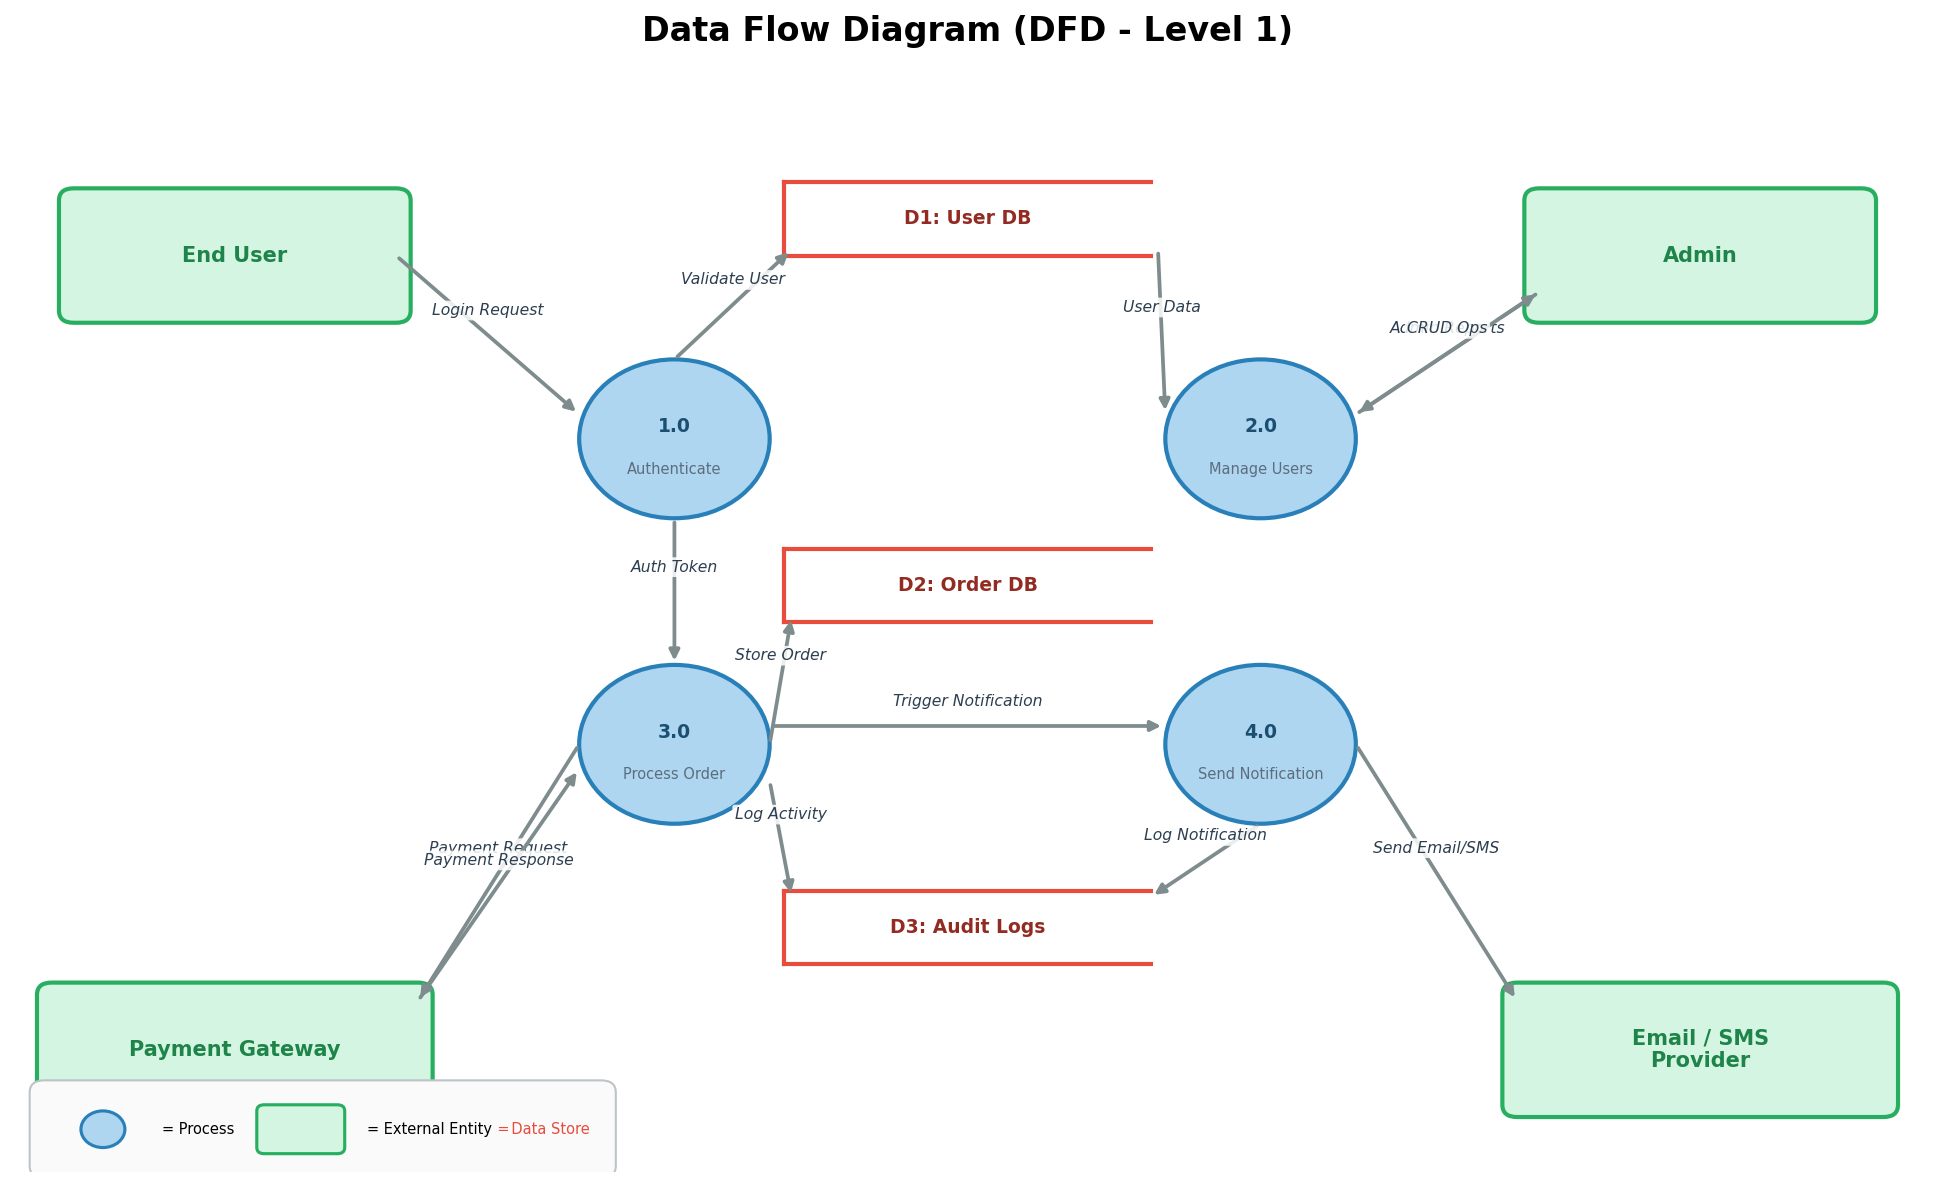 Data Flow Diagram (DFD - Level 1)
D1: User DB
End User
Admin
Validate User
Login Request
User Data
CRUD Ops
1.0
Authenticate
2.0
Manage Users
Auth Token
D2: Order DB
Store Order
Trigger Notification
3.0
Process Order
4.0
Send Notification
Log Activity
Log Notification
Payment Request
Payment Response
Send Email/SMS
D3: Audit Logs
Payment Gateway
Email / SMS
Provider
= Process
= External Entity
= Data Store